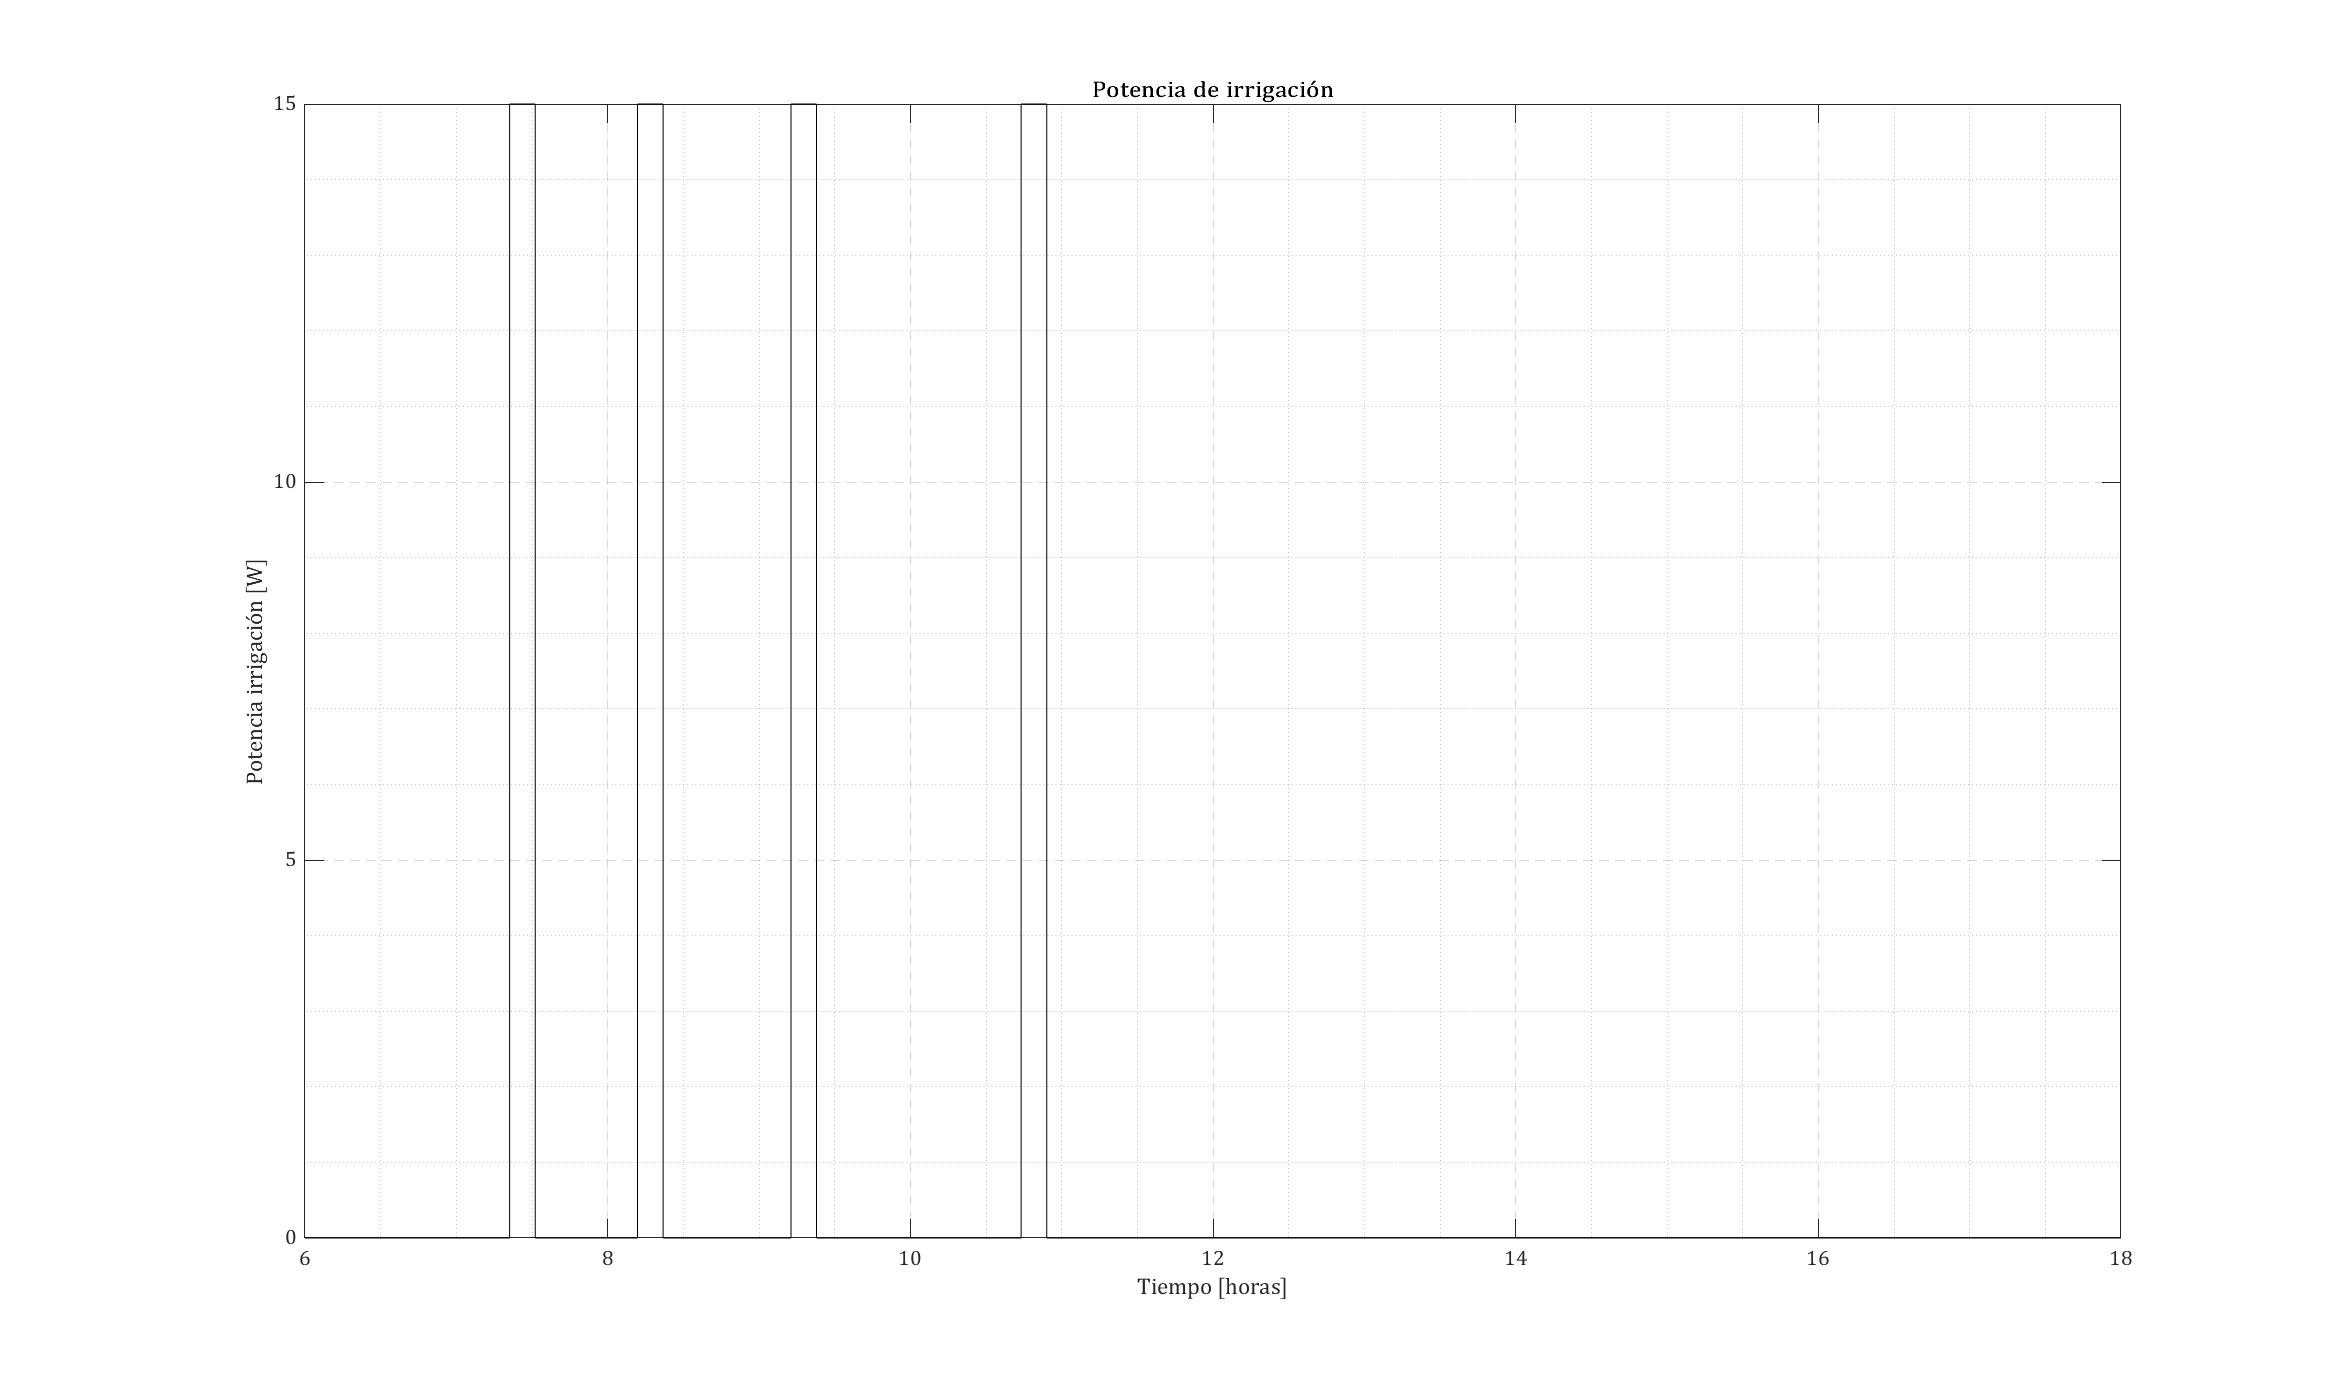 Potencia de irrigación
15
10
5
0
Potencia irrigación [W]
6 8 10 12 14 16 18
Tiempo [horas]